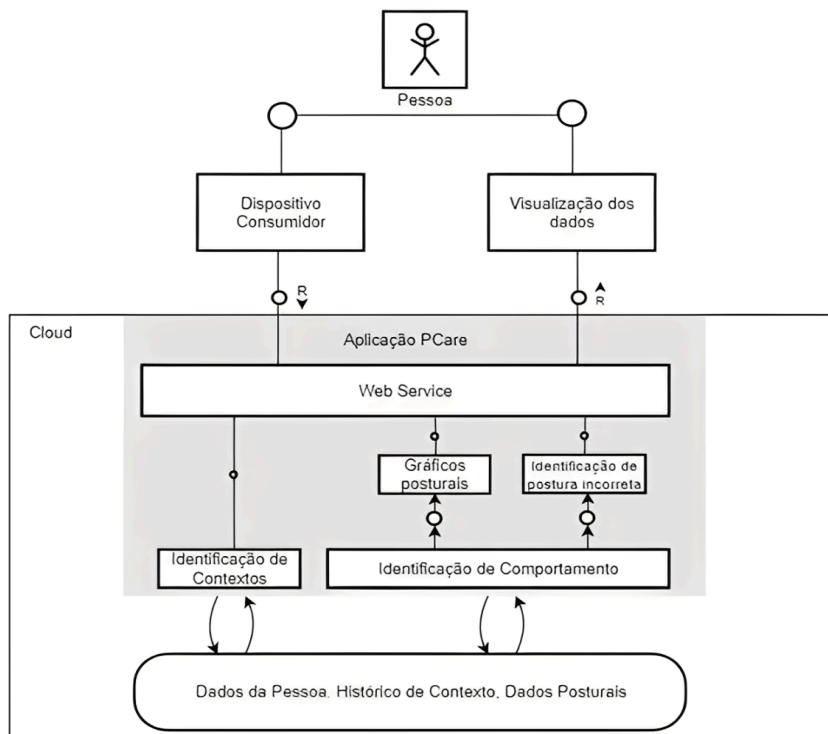 Pessoa
Dispositivo
Consumidor
Visualização dos
dados
R
R
Cloud
Aplicação PCare
Web Service
Gráficos
posturais
Identificação de
postura incorreta
Identificação de
Contextos
Identificação de Comportamento
Dados da Pessoa, Histórico de Contexto, Dados Posturais